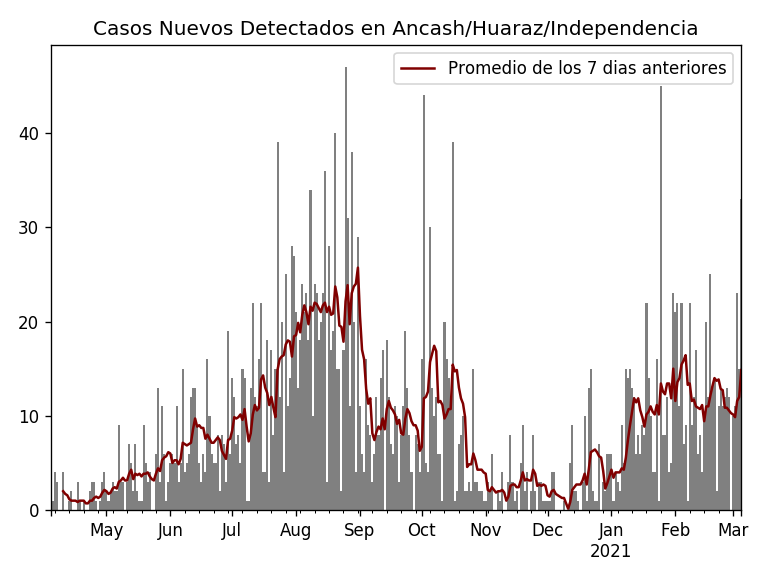 Casos Nuevos Detectados en Ancash/Huaraz/Independencia
Promedio de los 7 dias anteriores
40
30
20
10
0
May Jun Jul Aug Sep Oct Nov Dec Jan Feb Mar
2021